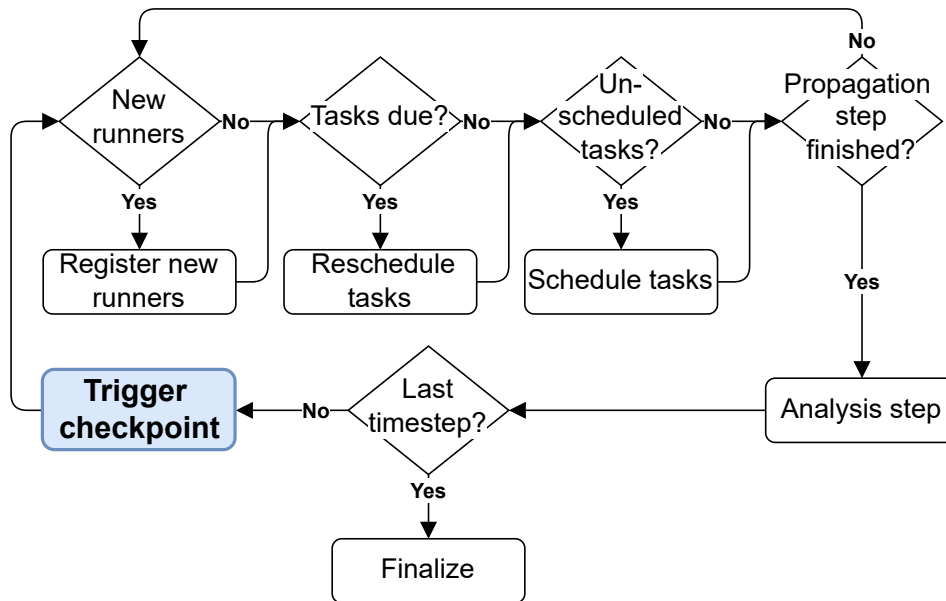 No
New
runners
No
Tasks due?
No
Un-
scheduled
tasks?
No
Propagation
step
finished?
Yes
Yes
Yes
Register new
runners
Reschedule
tasks
Schedule tasks
Yes
Trigger
checkpoint
No
Last
timestep?
Analysis step
Yes
Finalize